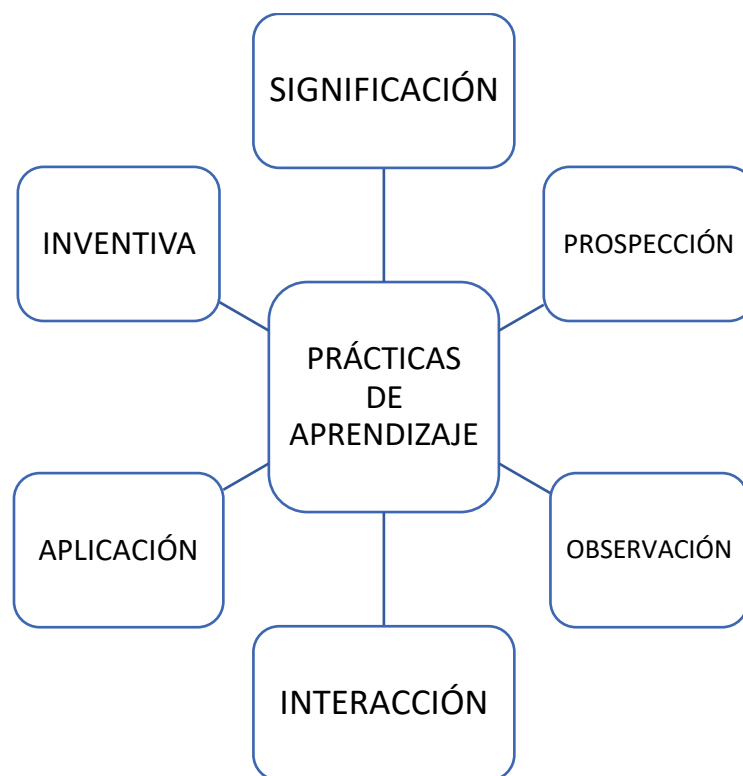 SIGNIFICACIÓN
INVENTIVA
PROSPECCIÓN
PRÁCTICAS
DE
APRENDIZAJE
APLICACIÓN
OBSERVACIÓN
INTERACCIÓN